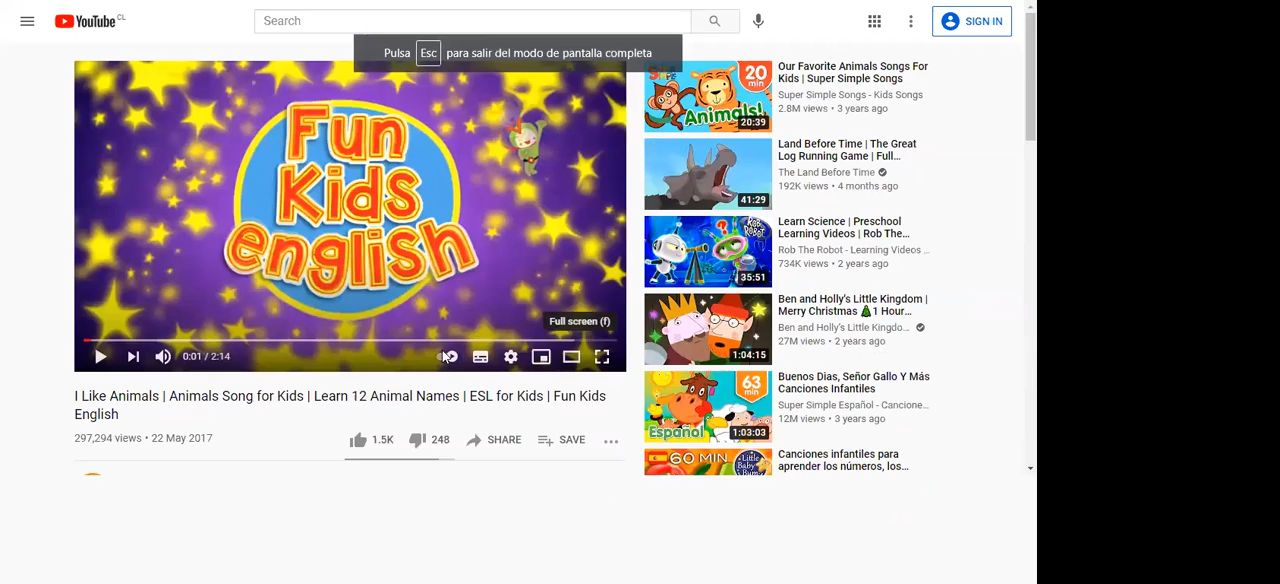 YouTube CL
Search
SIGN IN
Pulsa Esc para salir del modo de pantalla completa
Fun
Kids
english
Full screen (f)
0:01 / 2:14
I Like Animals | Animals Song for Kids | Learn 12 Animal Names | ESL for Kids | Fun Kids
English
297,294 views • 22 May 2017
1.5K
248
SHARE
SAVE
20
min
Animals!
20:39
Our Favorite Animals Songs For
Kids | Super Simple Songs
Super Simple Songs - Kids Songs
2.8M views • 3 years ago
41:29
Land Before Time | The Great
Log Running Game | Full...
The Land Before Time
192K views • 4 months ago
35:51
Learn Science | Preschool
Learning Videos | Rob The...
Rob The Robot - Learning Videos ...
734K views • 2 years ago
1:04:15
Ben and Holly's Little Kingdom |
Merry Christmas 🎄1 Hour...
Ben and Holly's Little Kingdo...
27M views • 2 years ago
63
min
Español
1:03:03
Buenos Dias, Señor Gallo Y Más
Canciones Infantiles
Super Simple Español - Cancione...
12M views • 3 years ago
60 MIN
Little
Baby
Canciones infantiles para
aprender los números, los...